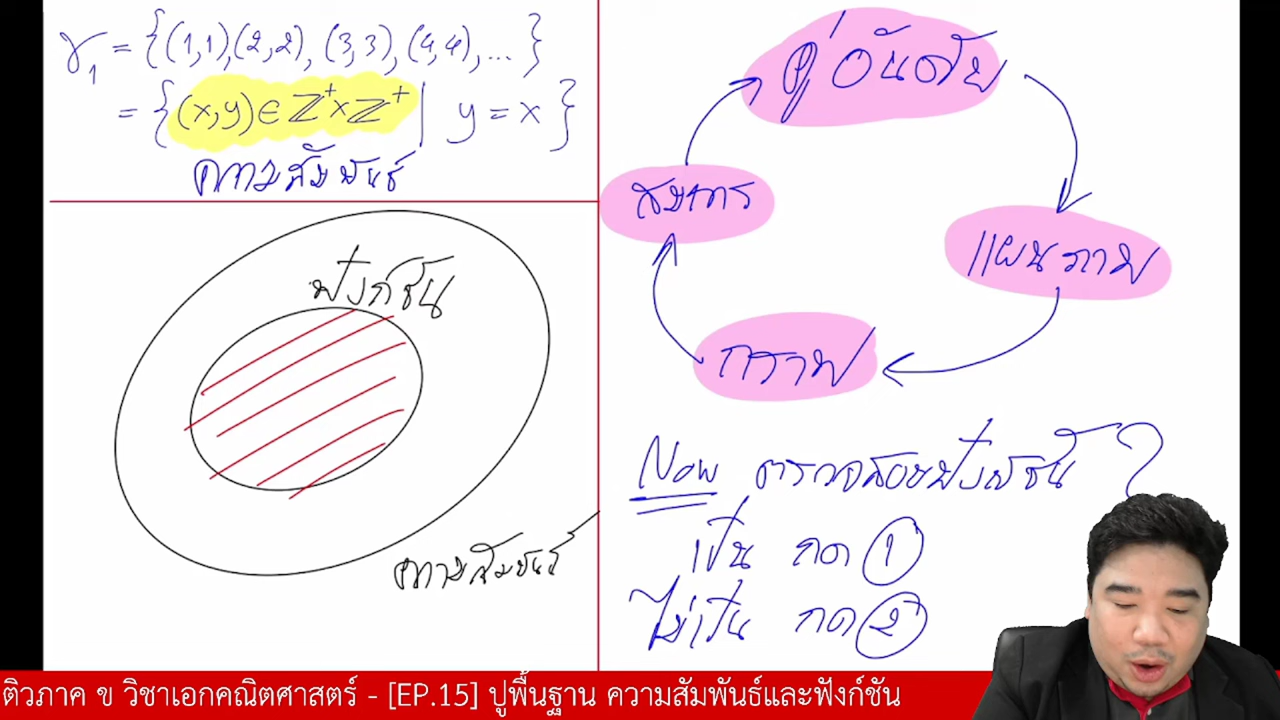 r₁ = {(1,1),(2,2),(3,3),(4,4),...}
= {(x,y)∈ℤ⁺×ℤ⁺| y = x}
ความสัมพันธ์
ฟังก์ชัน
ความสัมพันธ์
คู่อันดับ
แผนภาพ
กราฟ
สมการ
Now ตรวจสอบฟังก์ชัน ?
เป็น กด 1
ไม่เป็น กด 2
ติวภาค ข วิชาเอกคณิตศาสตร์ - [EP.15] ปูพื้นฐาน ความสัมพันธ์และฟังก์ชัน